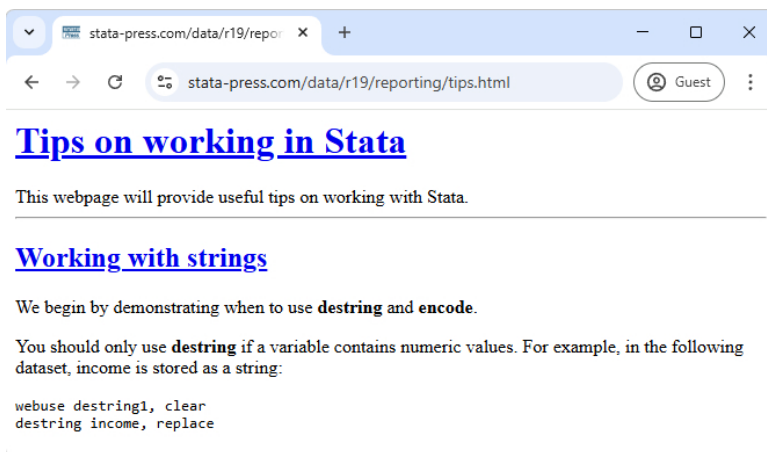 stata-press.com/data/r19/repor
stata-press.com/data/r19/reporting/tips.html
Guest
Tips on working in Stata
This webpage will provide useful tips on working with Stata.
Working with strings
We begin by demonstrating when to use destring and encode.
You should only use destring if a variable contains numeric values. For example, in the following
dataset, income is stored as a string:
webuse destring1, clear
destring income, replace